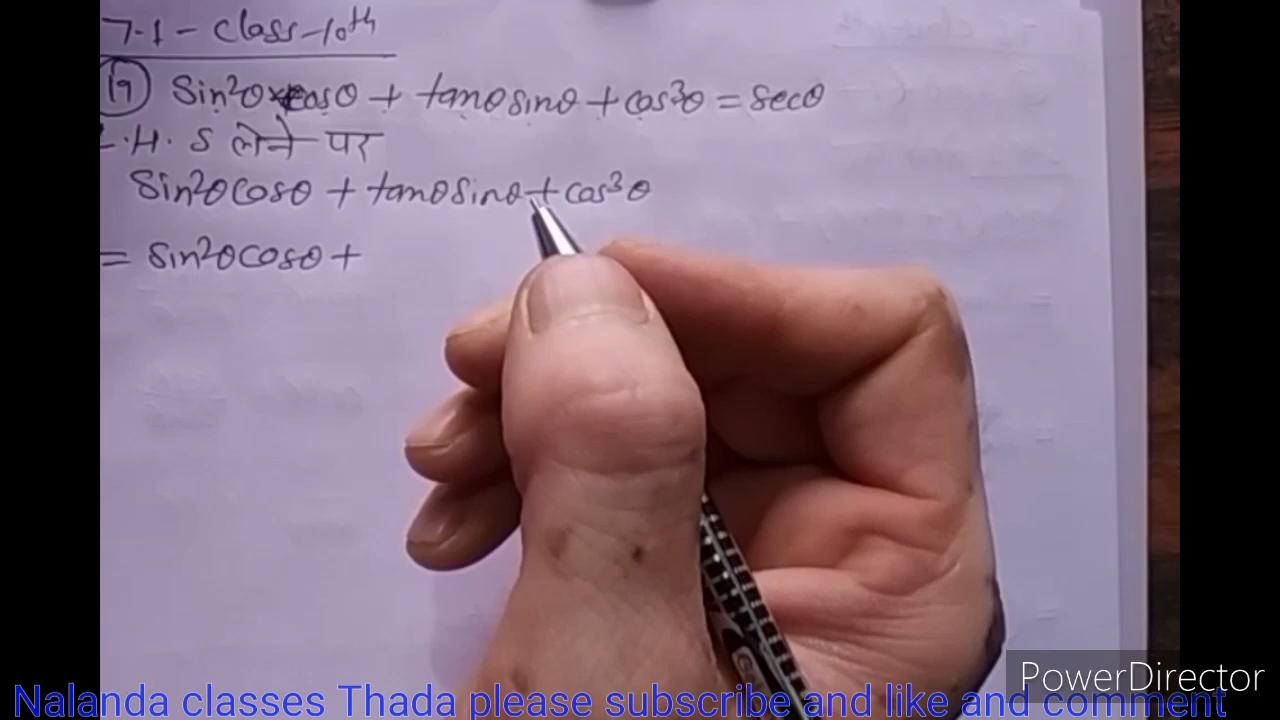 7.1 - Class-10th
(19) Sin²θ×cosθ + tanθ sinθ + cos³θ = secθ
L.H.S लेने पर
Sin²θ cosθ + tanθ sinθ + cos³θ
= Sin²θ cosθ +
PowerDirector
Nalanda classes Thada please subscribe and like and comment